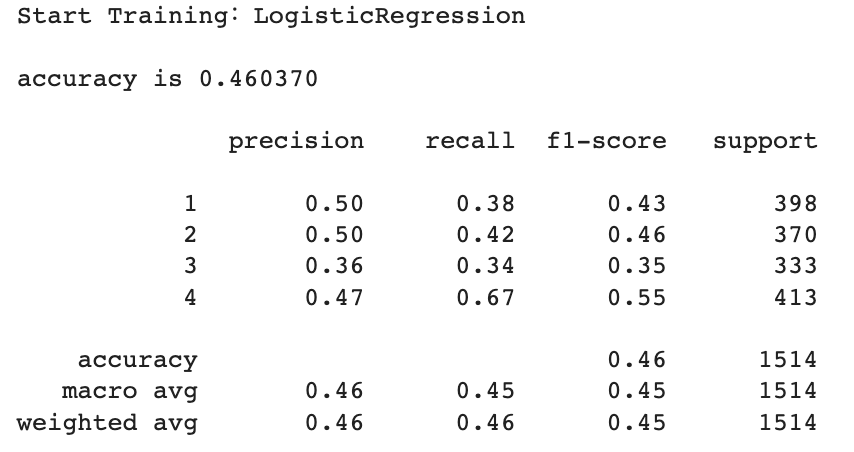 Start Training：LogisticRegression
accuracy is 0.460370
precision recall f1-score support
1 0.50 0.38 0.43 398
2 0.50 0.42 0.46 370
3 0.36 0.34 0.35 333
4 0.47 0.67 0.55 413
accuracy 0.46 1514
macro avg 0.46 0.45 0.45 1514
weighted avg 0.46 0.46 0.45 1514